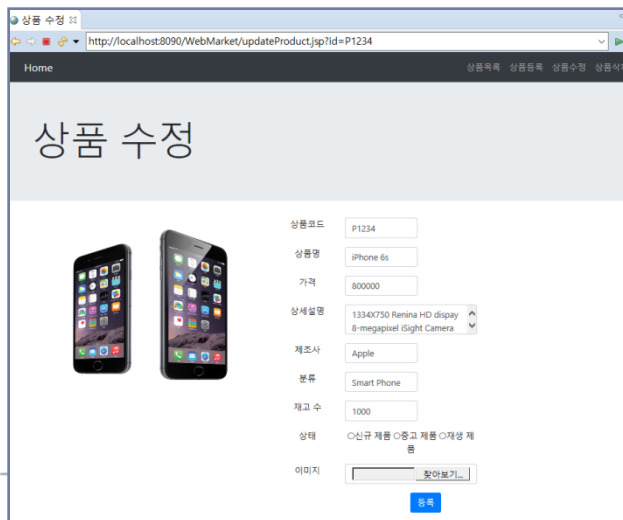 상품 수정
http://localhost:8090/WebMarket/updateProduct.jsp?id=P1234
Home 상품목록 상품등록 상품수정 상품삭
상품 수정
상품코드 P1234
상품명 iPhone 6s
가격 800000
상세설명 1334X750 Renina HD dispay
8-megapixel iSight Camera
제조사 Apple
분류 Smart Phone
재고 수 1000
상태 신규 제품 중고 제품 재생 제
품
이미지 찾아보기...
등록